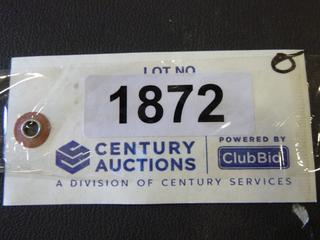 LOT NO
1872
CENTURY
AUCTIONS
POWERED BY
ClubBid
A DIVISION OF CENTURY SERVICES